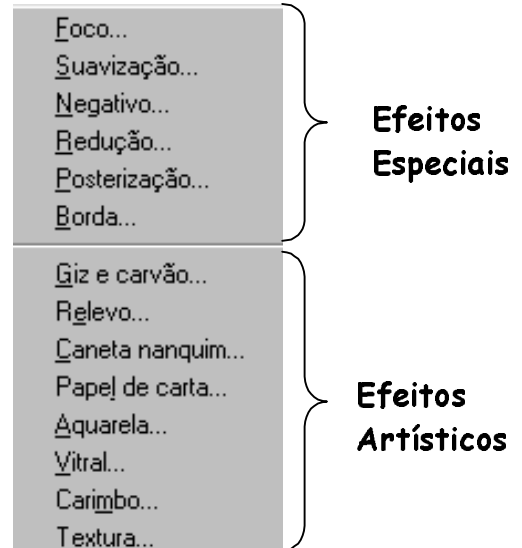 Foco...
Suavização...
Negativo...
Redução...
Posterização...
Borda...
Efeitos
Especiais
Giz e carvão...
Relevo...
Caneta nanquim...
Papel de carta...
Aquarela...
Vitral...
Carimbo...
Textura...
Efeitos
Artísticos